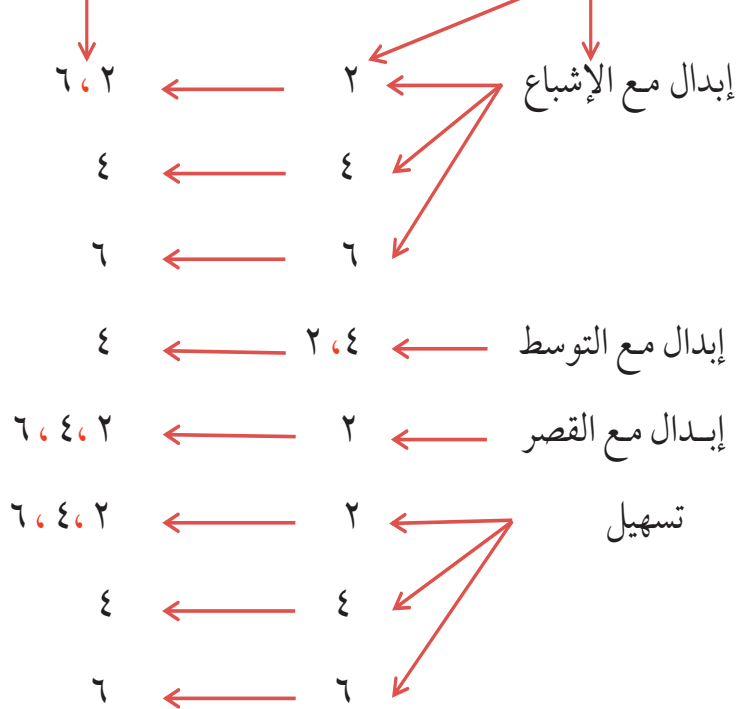 إبدال مع الإشباع ٢ ٢ ، ٦
٤ ٤
٦ ٦
إبدال مع التوسط ٤ ، ٢ ٤
إبدال مع القصر ٢ ٢ ، ٤ ، ٦
تسهيل ٢ ٢ ، ٤ ، ٦
٤ ٤
٦ ٦